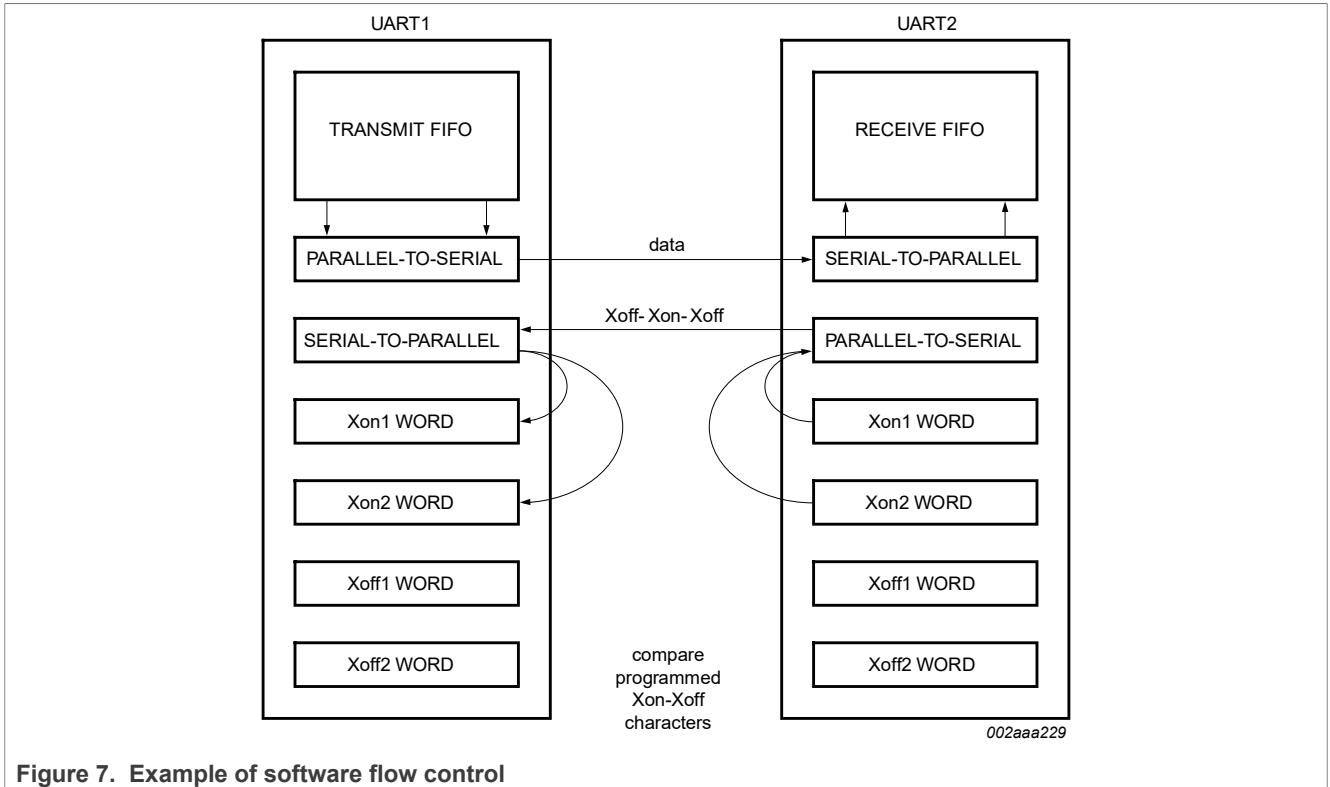 UART1
UART2
TRANSMIT FIFO
RECEIVE FIFO
PARALLEL-TO-SERIAL
data
SERIAL-TO-PARALLEL
Xoff- Xon- Xoff
SERIAL-TO-PARALLEL
PARALLEL-TO-SERIAL
Xon1 WORD
Xon1 WORD
Xon2 WORD
Xon2 WORD
Xoff1 WORD
Xoff1 WORD
Xoff2 WORD
Xoff2 WORD
compare
programmed
Xon-Xoff
characters
002aaa229
Figure 7. Example of software flow control